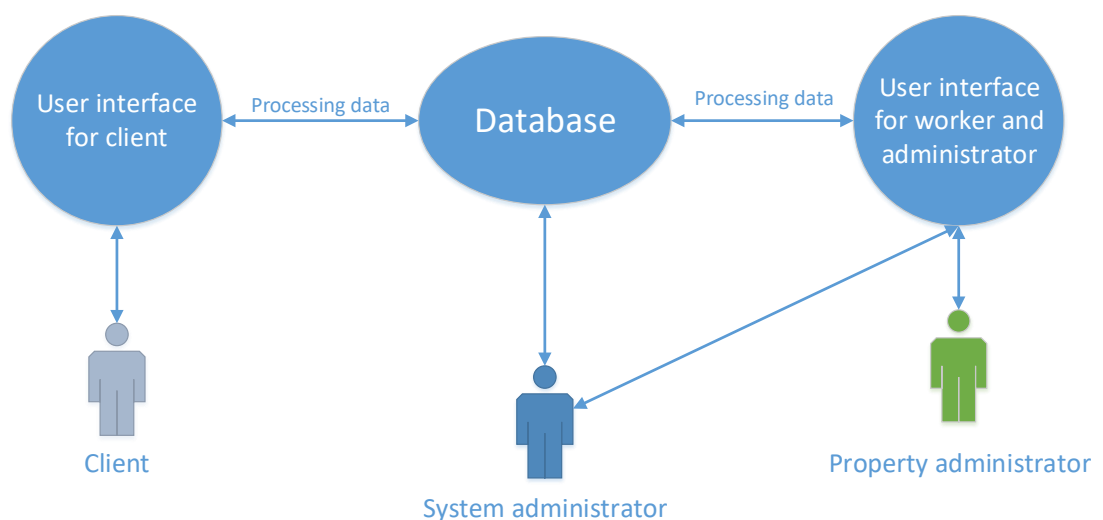 User interface
for client
Processing data
Database
Processing data
User interface
for worker and
administrator
Client
System administrator
Property administrator